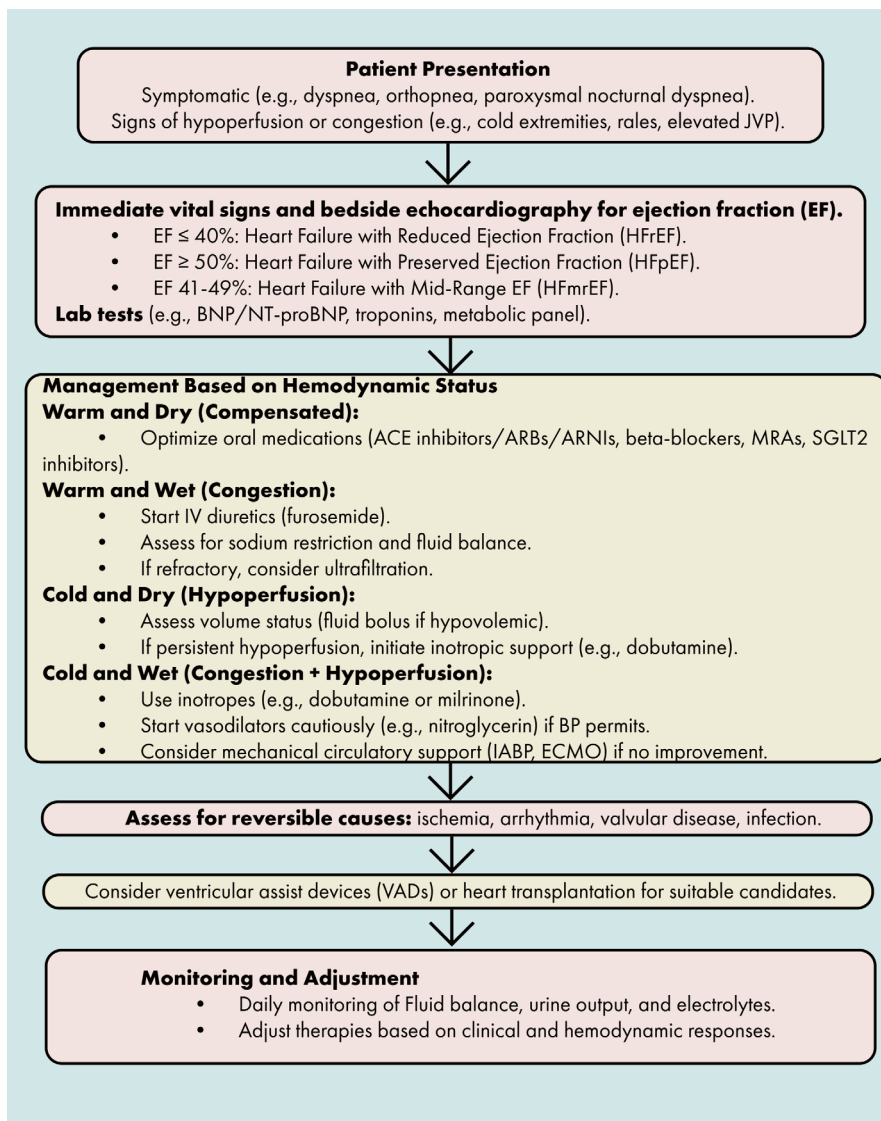 Patient Presentation
Symptomatic (e.g., dyspnea, orthopnea, paroxysmal nocturnal dyspnea).
Signs of hypoperfusion or congestion (e.g., cold extremities, rales, elevated JVP).
Immediate vital signs and bedside echocardiography for ejection fraction (EF).
• EF ≤ 40%: Heart Failure with Reduced Ejection Fraction (HFrEF).
• EF ≥ 50%: Heart Failure with Preserved Ejection Fraction (HFpEF).
• EF 41-49%: Heart Failure with Mid-Range EF (HFmrEF).
Lab tests (e.g., BNP/NT-proBNP, troponins, metabolic panel).
Management Based on Hemodynamic Status
Warm and Dry (Compensated):
• Optimize oral medications (ACE inhibitors/ARBs/ARNIs, beta-blockers, MRAs, SGLT2
inhibitors).
Warm and Wet (Congestion):
• Start IV diuretics (furosemide).
• Assess for sodium restriction and fluid balance.
• If refractory, consider ultrafiltration.
Cold and Dry (Hypoperfusion):
• Assess volume status (fluid bolus if hypovolemic).
• If persistent hypoperfusion, initiate inotropic support (e.g., dobutamine).
Cold and Wet (Congestion + Hypoperfusion):
• Use inotropes (e.g., dobutamine or milrinone).
• Start vasodilators cautiously (e.g., nitroglycerin) if BP permits.
• Consider mechanical circulatory support (IABP, ECMO) if no improvement.
Assess for reversible causes: ischemia, arrhythmia, valvular disease, infection.
Consider ventricular assist devices (VADs) or heart transplantation for suitable candidates.
Monitoring and Adjustment
• Daily monitoring of Fluid balance, urine output, and electrolytes.
• Adjust therapies based on clinical and hemodynamic responses.